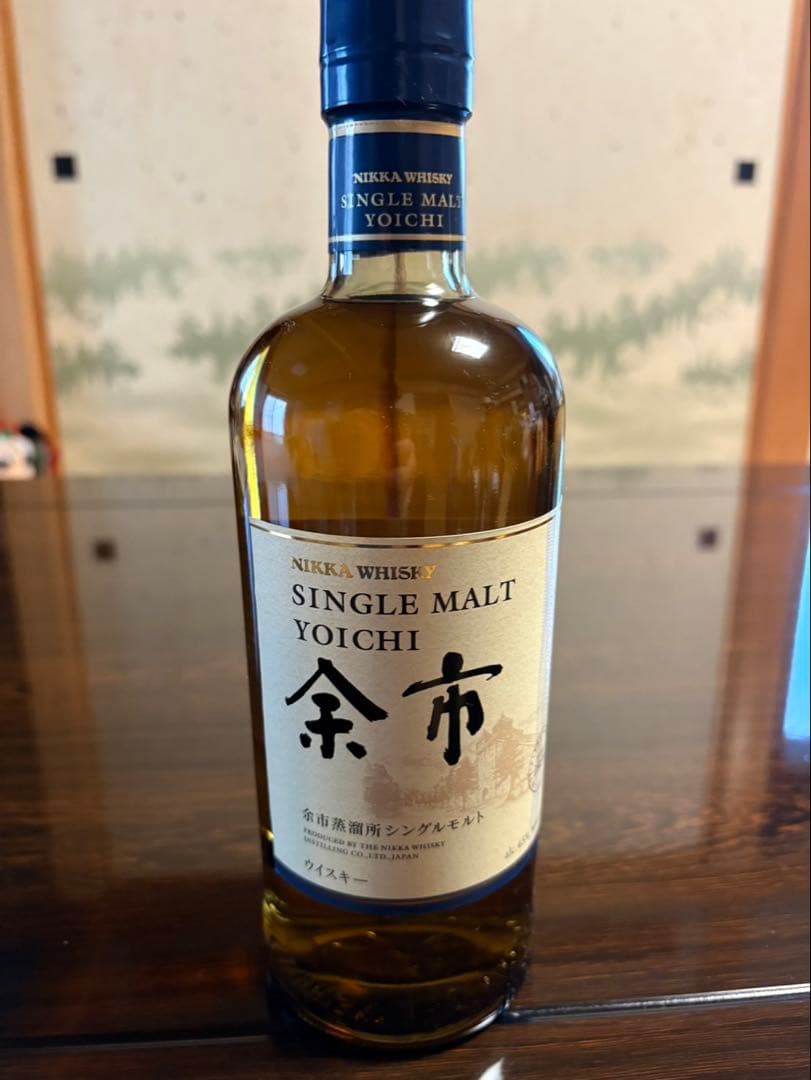 NIKKA WHISKY
SINGLE MALT
YOICHI
NIKKA WHISKY
SINGLE MALT
YOICHI
余市
余市蒸溜所シングルモルト
PRODUCED BY THE NIKKA WHISKY
DISTILLING CO., LTD., JAPAN
alc. 45%
ウイスキー